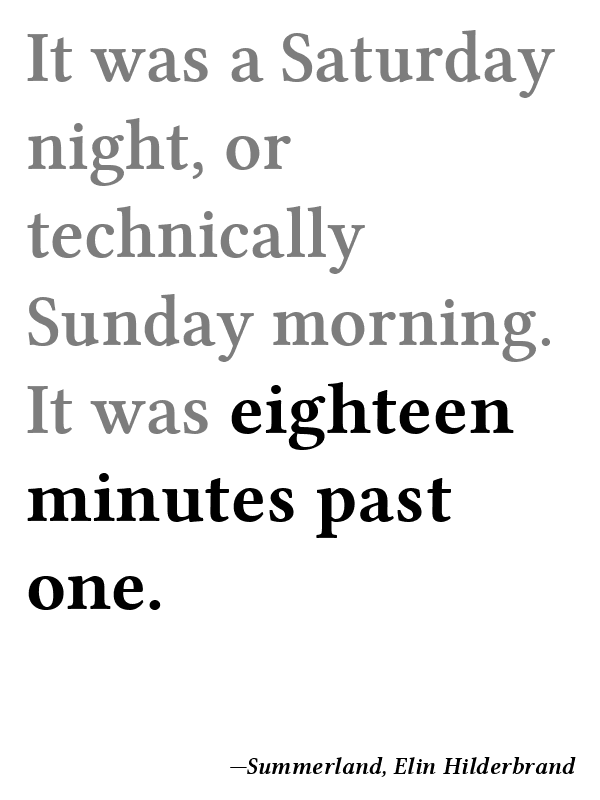 It was a Saturday
night, or
technically
Sunday morning.
It was eighteen
minutes past
one.
—Summerland, Elin Hilderbrand